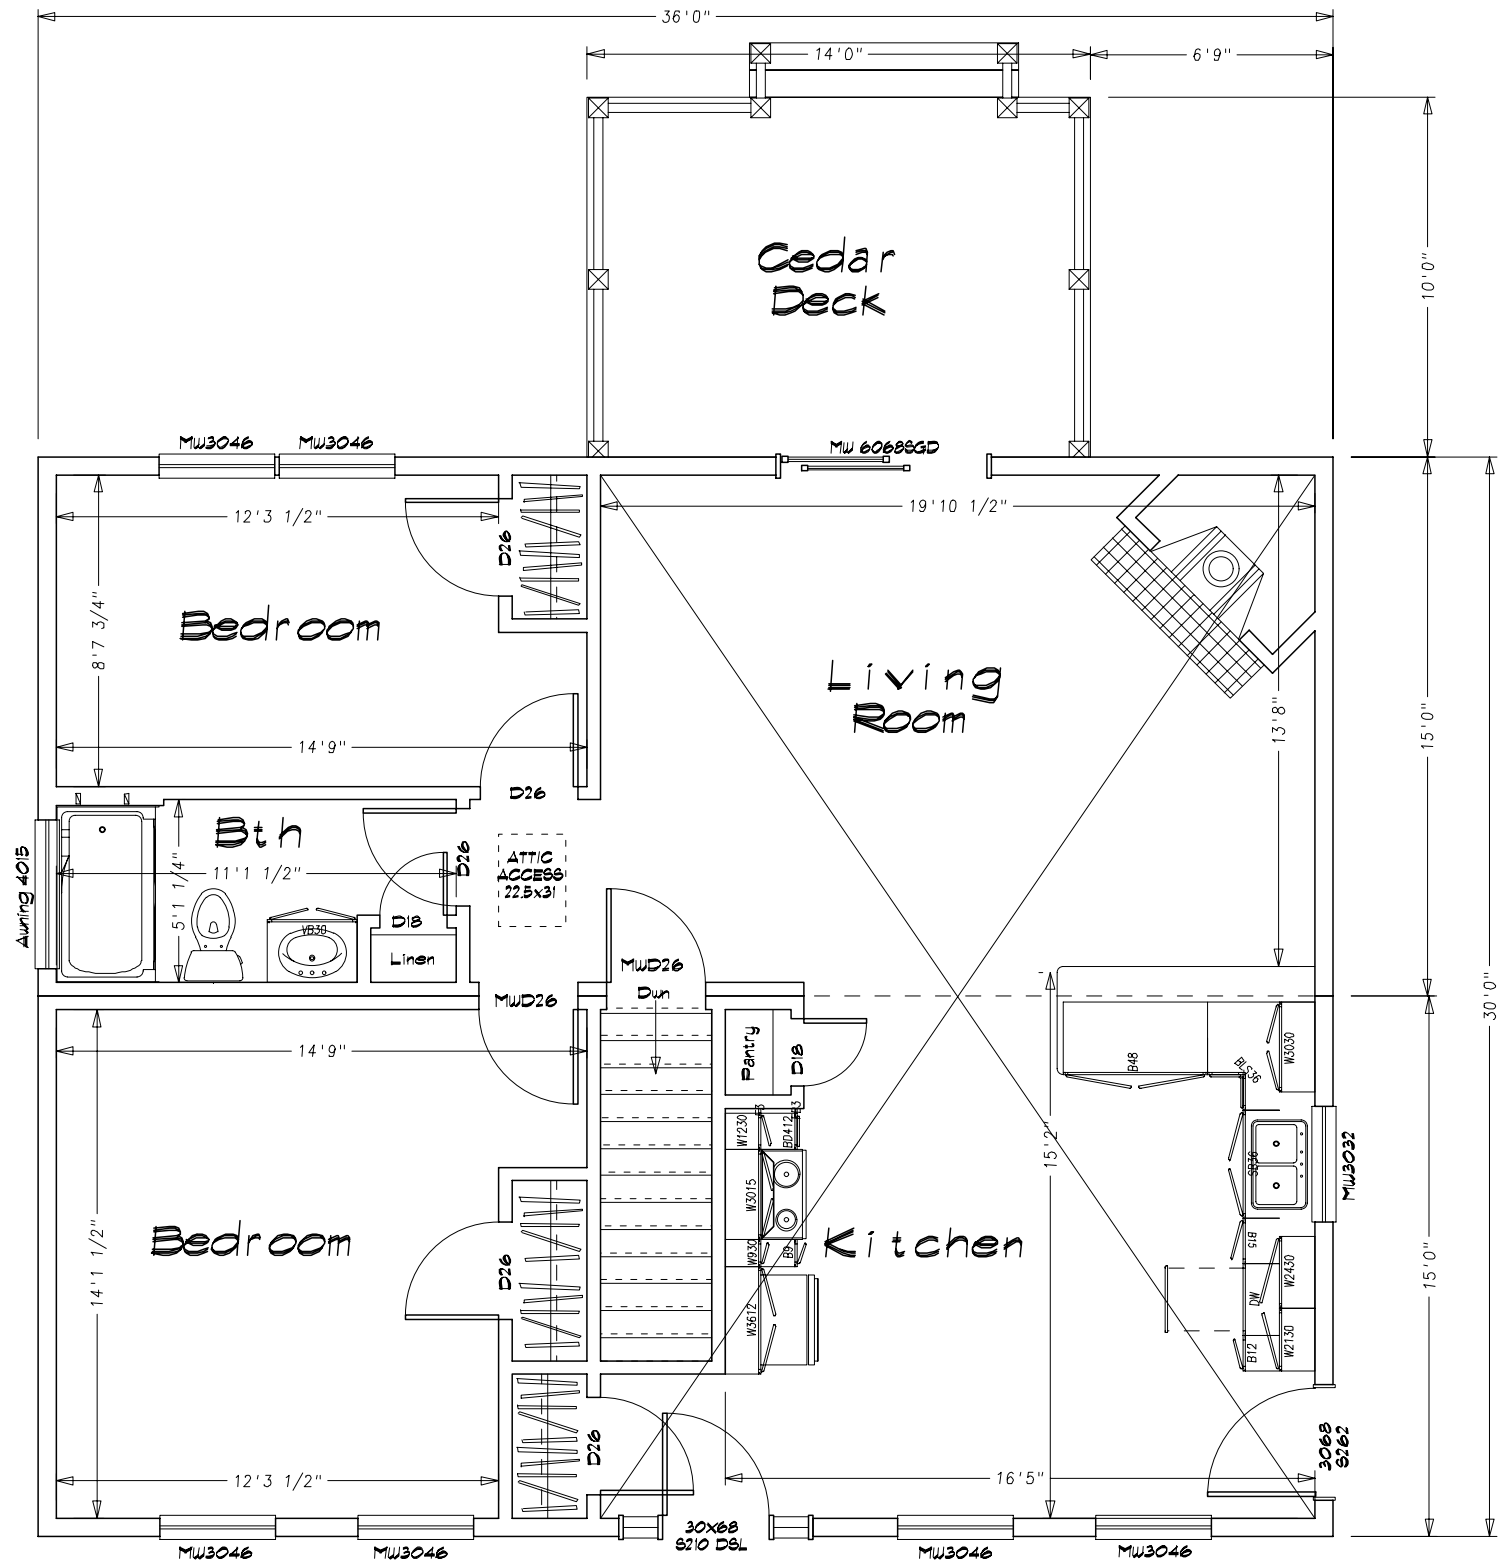 36'0"
14'0"
6'9"
Cedar
Deck
10'0"
MW3046
MW3046
MW 6068SGD
12'3 1/2"
D26
19'10 1/2"
Bedroom
8'7 3/4"
Living
Room
13'8"
15'0"
14'9"
D26
Bth
Awning 4015
11'1 1/2"
5'1 1/4"
D26
ATTIC
ACCESS
22.5x31
VB30
D18
Linen
MWD26
MWD26
Dwn
30'0"
14'9"
Pantry
D18
B48
BLS36
W3030
W1230
BD412
3
3
15'2"
SB36
MW3032
W3015
Bedroom
14'1 1/2"
D26
Kitchen
W930
B9
B15
W2430
W3612
DW
B12
W2130
15'0"
D26
3068
S262
12'3 1/2"
16'5"
MW3046
MW3046
30X68
S210 DSL
MW3046
MW3046